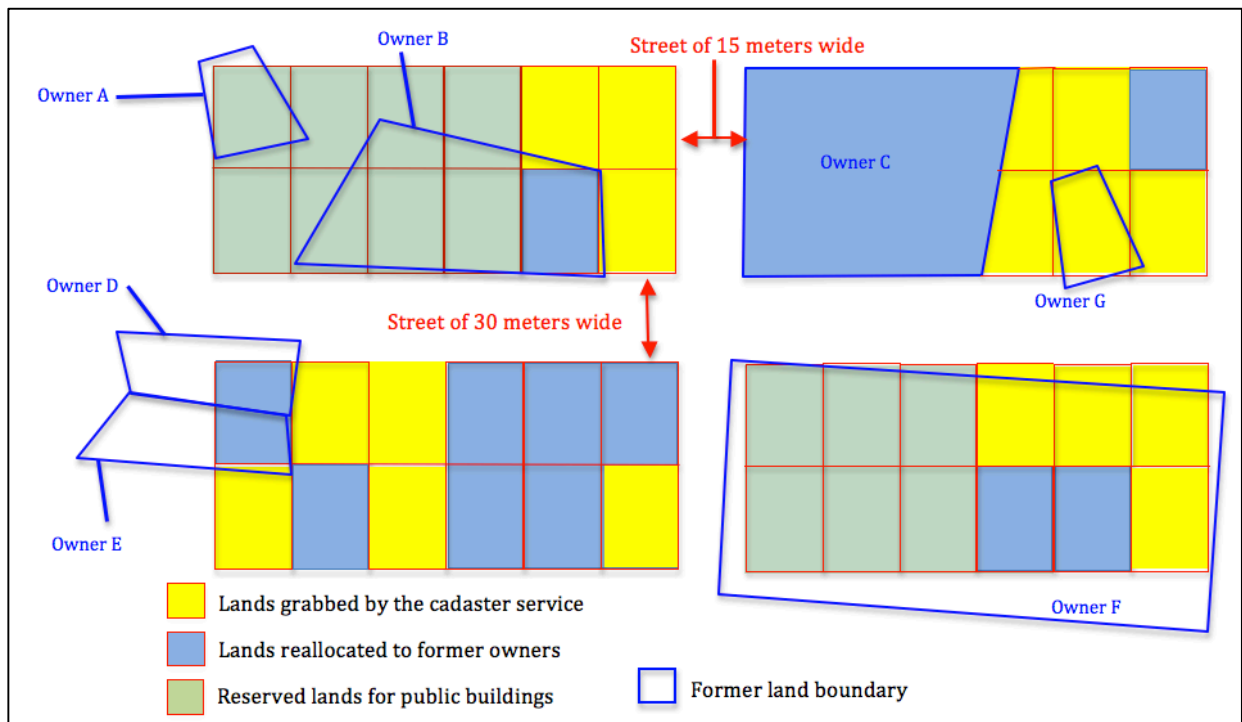 Owner B
Street of 15 meters wide
Owner A
Owner C
Owner D
Owner G
Street of 30 meters wide
Owner E
Owner F
Lands grabbed by the cadaster service
Lands reallocated to former owners
Reserved lands for public buildings
Former land boundary